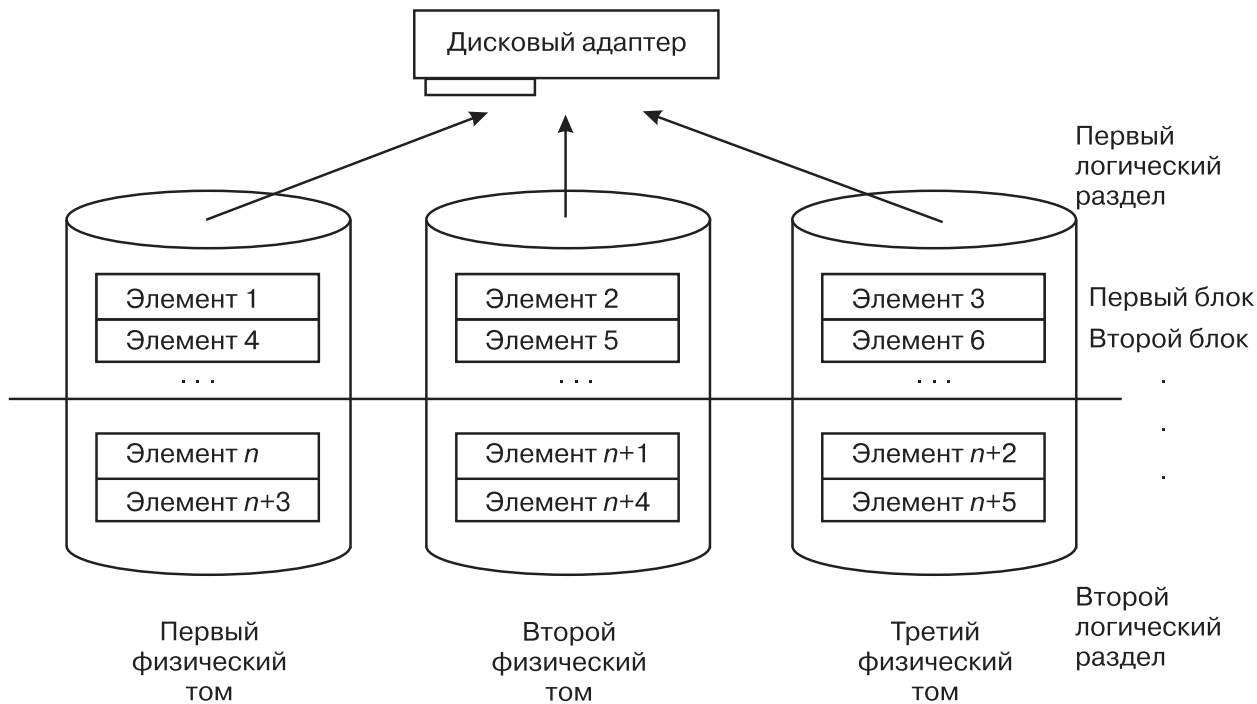 Дисковый адаптер
Первый
логический
раздел
Элемент 1
Элемент 2
Элемент 3
Первый блок
Элемент 4
Элемент 5
Элемент 6
Второй блок
. . .
. . .
. . .
.
.
.
Элемент n
Элемент n+1
Элемент n+2
Элемент n+3
Элемент n+4
Элемент n+5
Первый
физический
том
Второй
физический
том
Третий
физический
том
Второй
логический
раздел